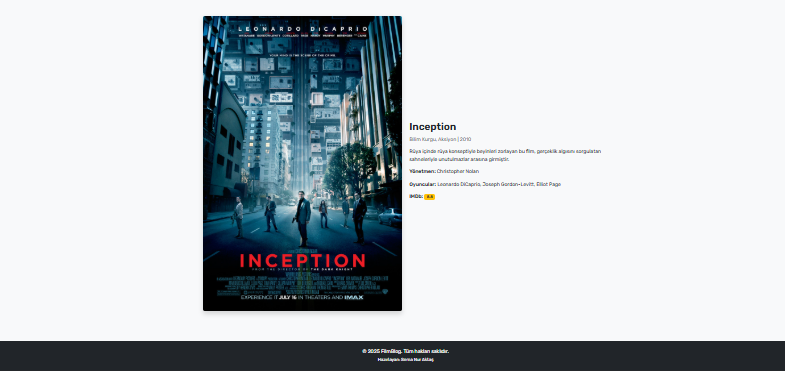 LEONARDO DiCAPRIO
YOUR MIND IS THE SCENE OF THE CRIME
INCEPTION
FROM THE DIRECTOR OF THE DARK KNIGHT
EXPERIENCE IT JULY 16 IN THEATERS AND IMAX
Inception
Bilim Kurgu, Aksiyon | 2010
Rüya içinde rüya konseptiyle beyinleri zorlayan bu film, gerçeklik algısını sorgulatan
sahneleriyle unutulmazlar arasına girmiştir.
Yönetmen: Christopher Nolan
Oyuncular: Leonardo DiCaprio, Joseph Gordon-Levitt, Elliot Page
IMDb: 8.8
© 2025 FilmBlog. Tüm hakları saklıdır.
Hazırlayan: Sema Nur Aktaş